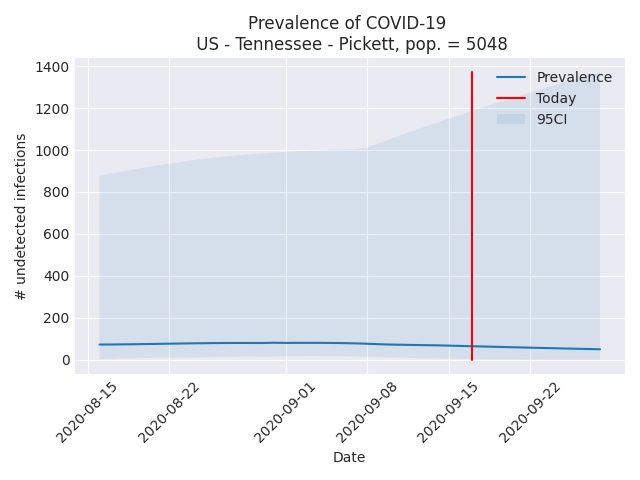 Prevalence of COVID-19
US - Tennessee - Pickett, pop. = 5048
1400
1200
1000
800
600
400
200
0
# undetected infections
Prevalence
Today
95CI
2020-08-15
2020-08-22
2020-09-01
2020-09-08
2020-09-15
2020-09-22
Date